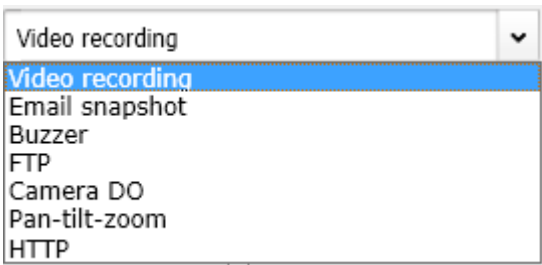 Video recording
Video recording
Email snapshot
Buzzer
FTP
Camera DO
Pan-tilt-zoom
HTTP